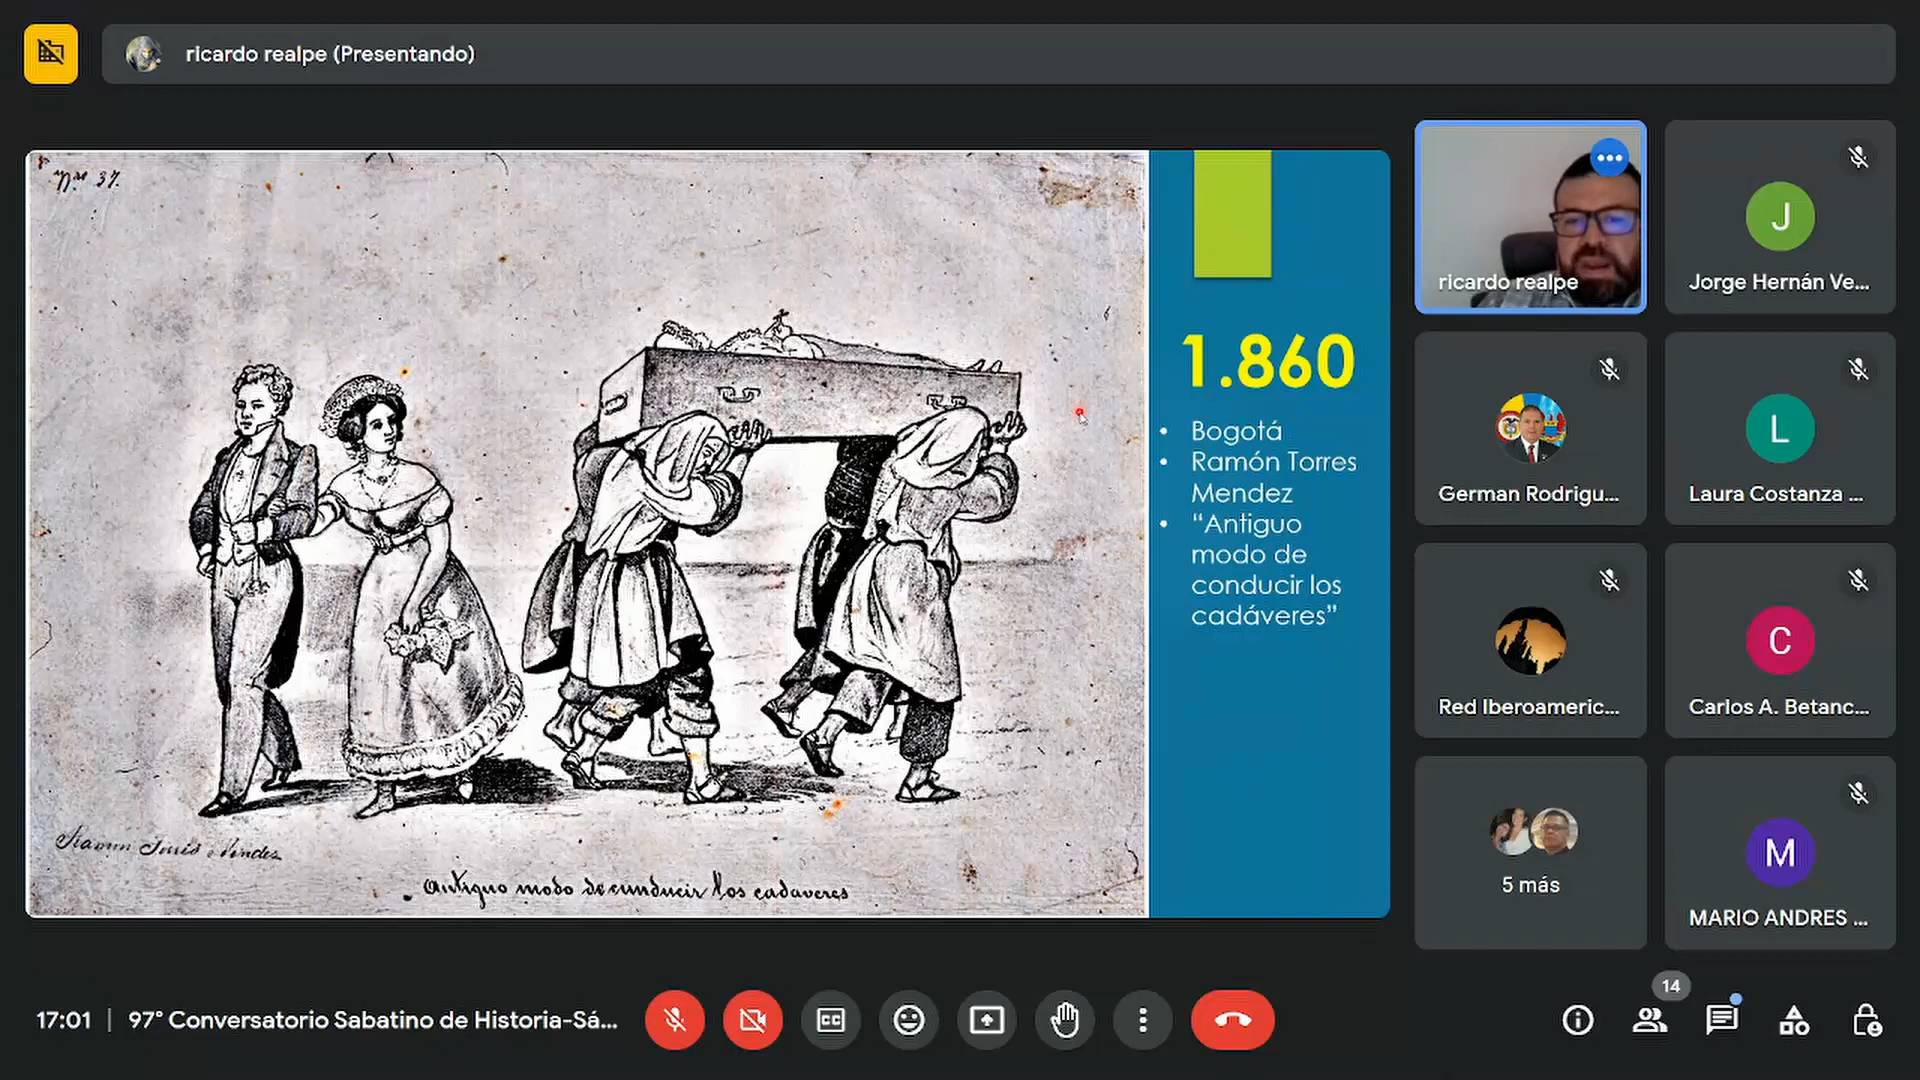 ricardo realpe (Presentando)
Nro 37.
Ramon Torres Mendez
Antiguo modo de conducir los cadaveres
1.860
• Bogotá
• Ramón Torres
Mendez
• “Antiguo
modo de
conducir los
cadáveres”
ricardo realpe
J
Jorge Hernán Ve...
German Rodrigu...
L
Laura Costanza ...
Red Iberoameric...
C
Carlos A. Betanc...
5 más
M
MARIO ANDRES ...
17:01 | 97° Conversatorio Sabatino de Historia-Sá...
CC
14